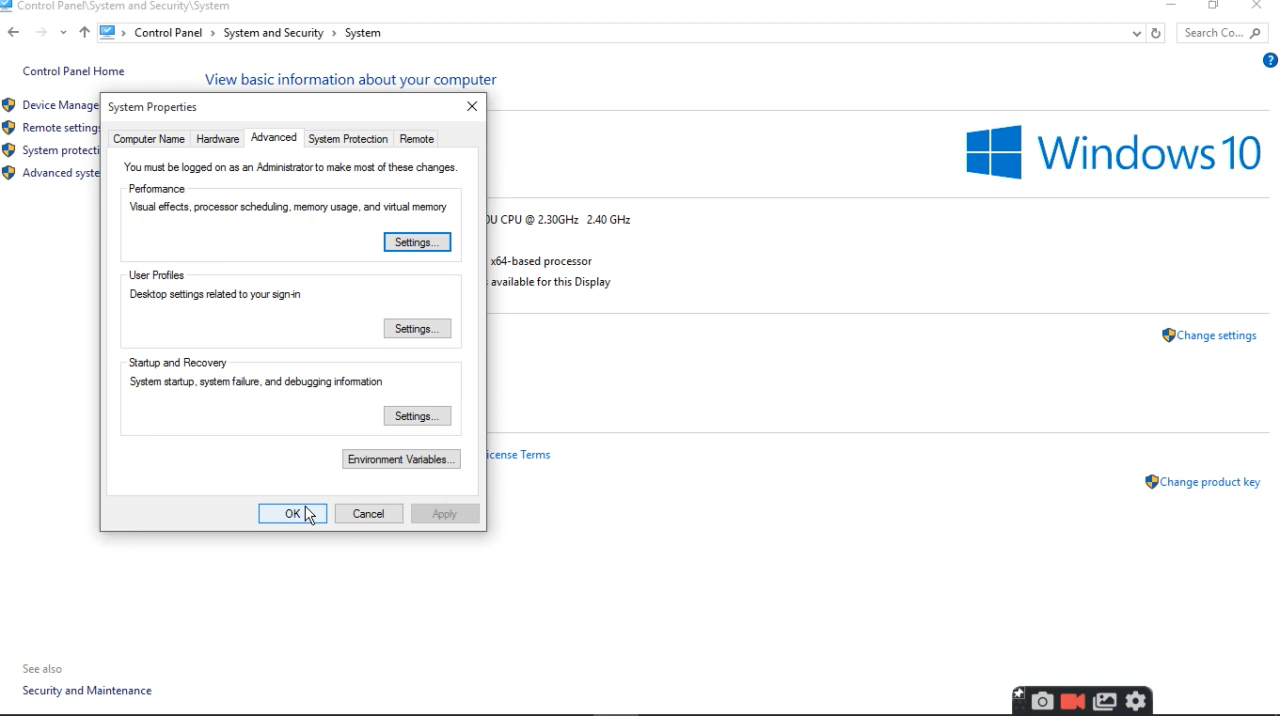 Control Panel\System and Security\System
Control Panel › System and Security › System
Search Co...
Control Panel Home
View basic information about your computer
Device Manage
Remote settings
System protecti
Advanced syste
System Properties
Computer Name Hardware Advanced System Protection Remote
You must be logged on as an Administrator to make most of these changes.
Performance
Visual effects, processor scheduling, memory usage, and virtual memory
Settings...
User Profiles
Desktop settings related to your sign-in
Settings...
Startup and Recovery
System startup, system failure, and debugging information
Settings...
Environment Variables...
OK Cancel Apply
Windows 10
0U CPU @ 2.30GHz 2.40 GHz
x64-based processor
available for this Display
Change settings
icense Terms
Change product key
See also
Security and Maintenance